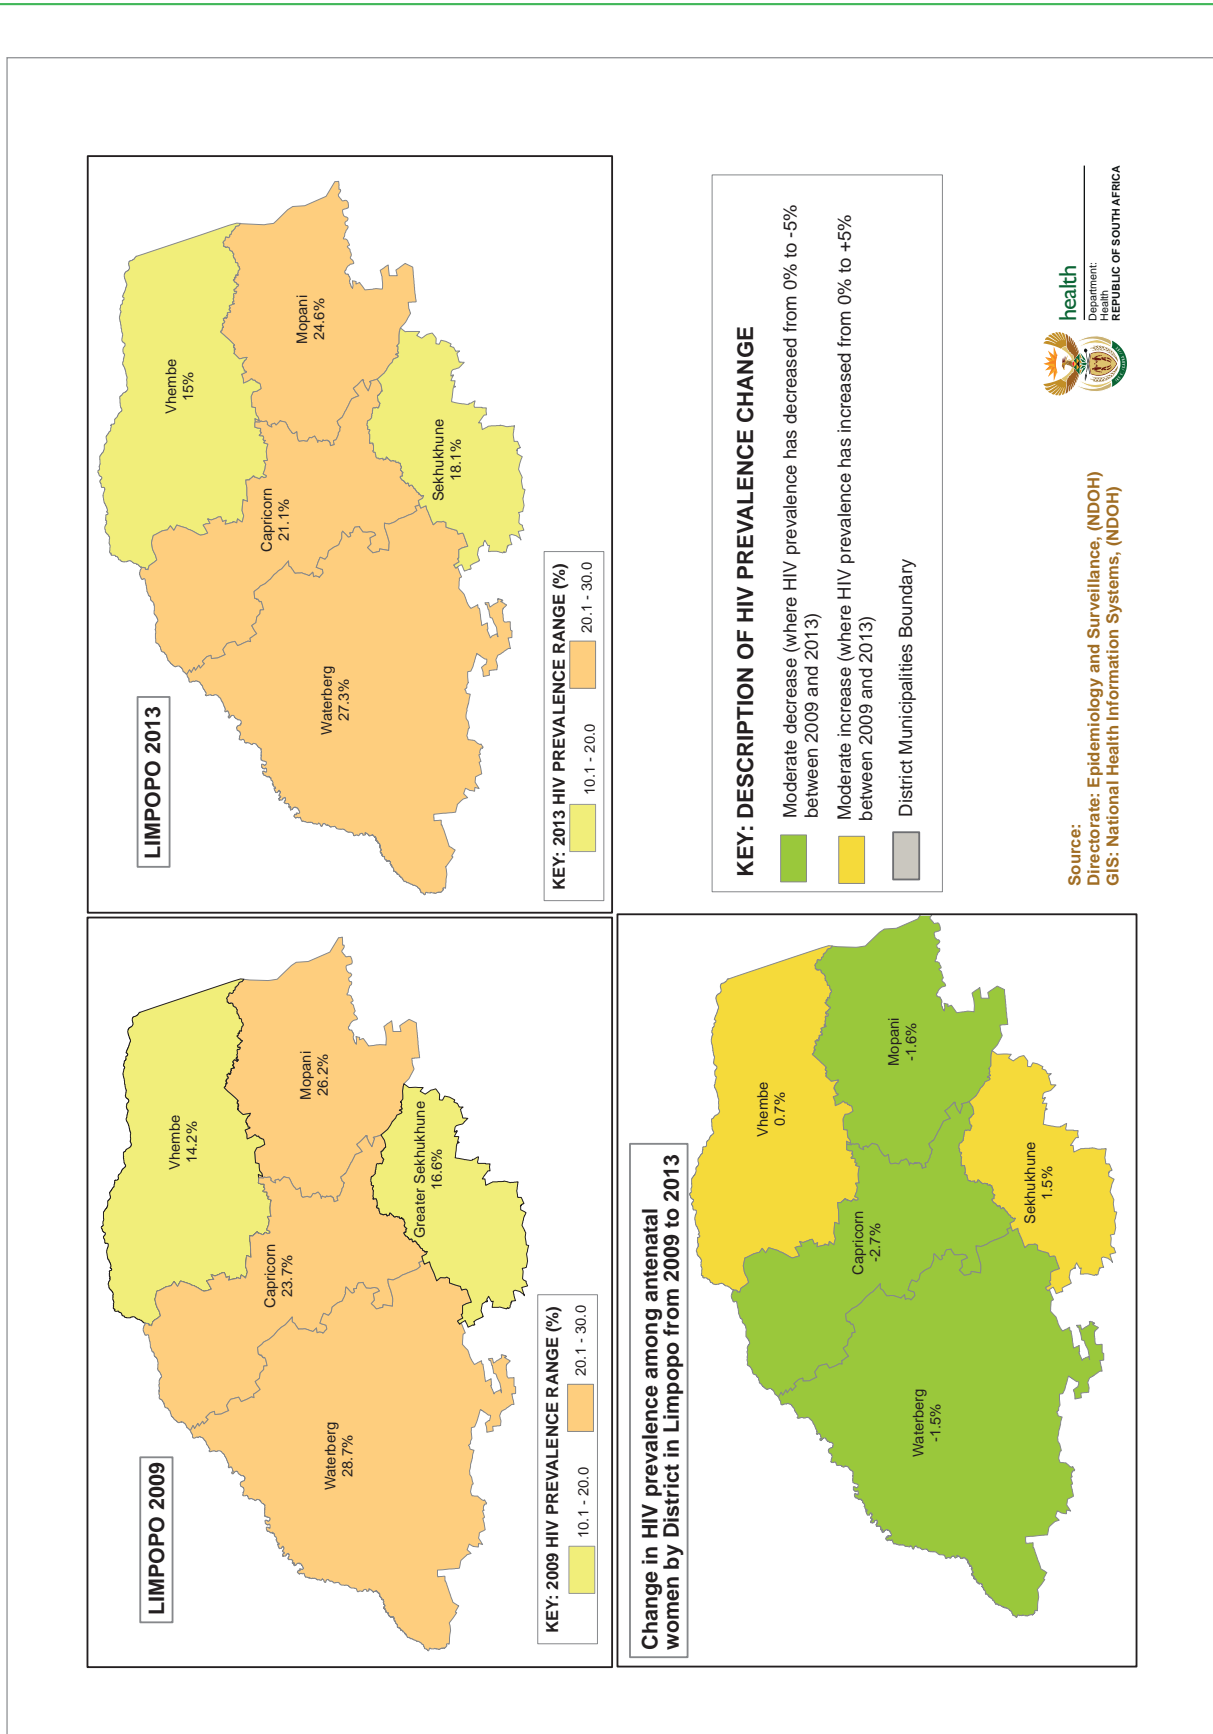 LIMPOPO 2009
Vhembe
14.2%
Mopani
26.2%
Capricorn
23.7%
Greater Sekhukhune
16.6%
Waterberg
28.7%
KEY: 2009 HIV PREVALENCE RANGE (%)
10.1 - 20.0
20.1 - 30.0
LIMPOPO 2013
Vhembe
15%
Mopani
24.6%
Capricorn
21.1%
Sekhukhune
18.1%
Waterberg
27.3%
KEY: 2013 HIV PREVALENCE RANGE (%)
10.1 - 20.0
20.1 - 30.0
Change in HIV prevalence among antenatal
women by District in Limpopo from 2009 to 2013
Vhembe
0.7%
Mopani
-1.6%
Capricorn
-2.7%
Sekhukhune
1.5%
Waterberg
-1.5%
KEY: DESCRIPTION OF HIV PREVALENCE CHANGE
Moderate decrease (where HIV prevalence has decreased from 0% to -5%
between 2009 and 2013)
Moderate increase (where HIV prevalence has increased from 0% to +5%
between 2009 and 2013)
District Municipalities Boundary
Source:
Directorate: Epidemiology and Surveillance, (NDOH)
GIS: National Health Information Systems, (NDOH)
health
Department:
Health
REPUBLIC OF SOUTH AFRICA